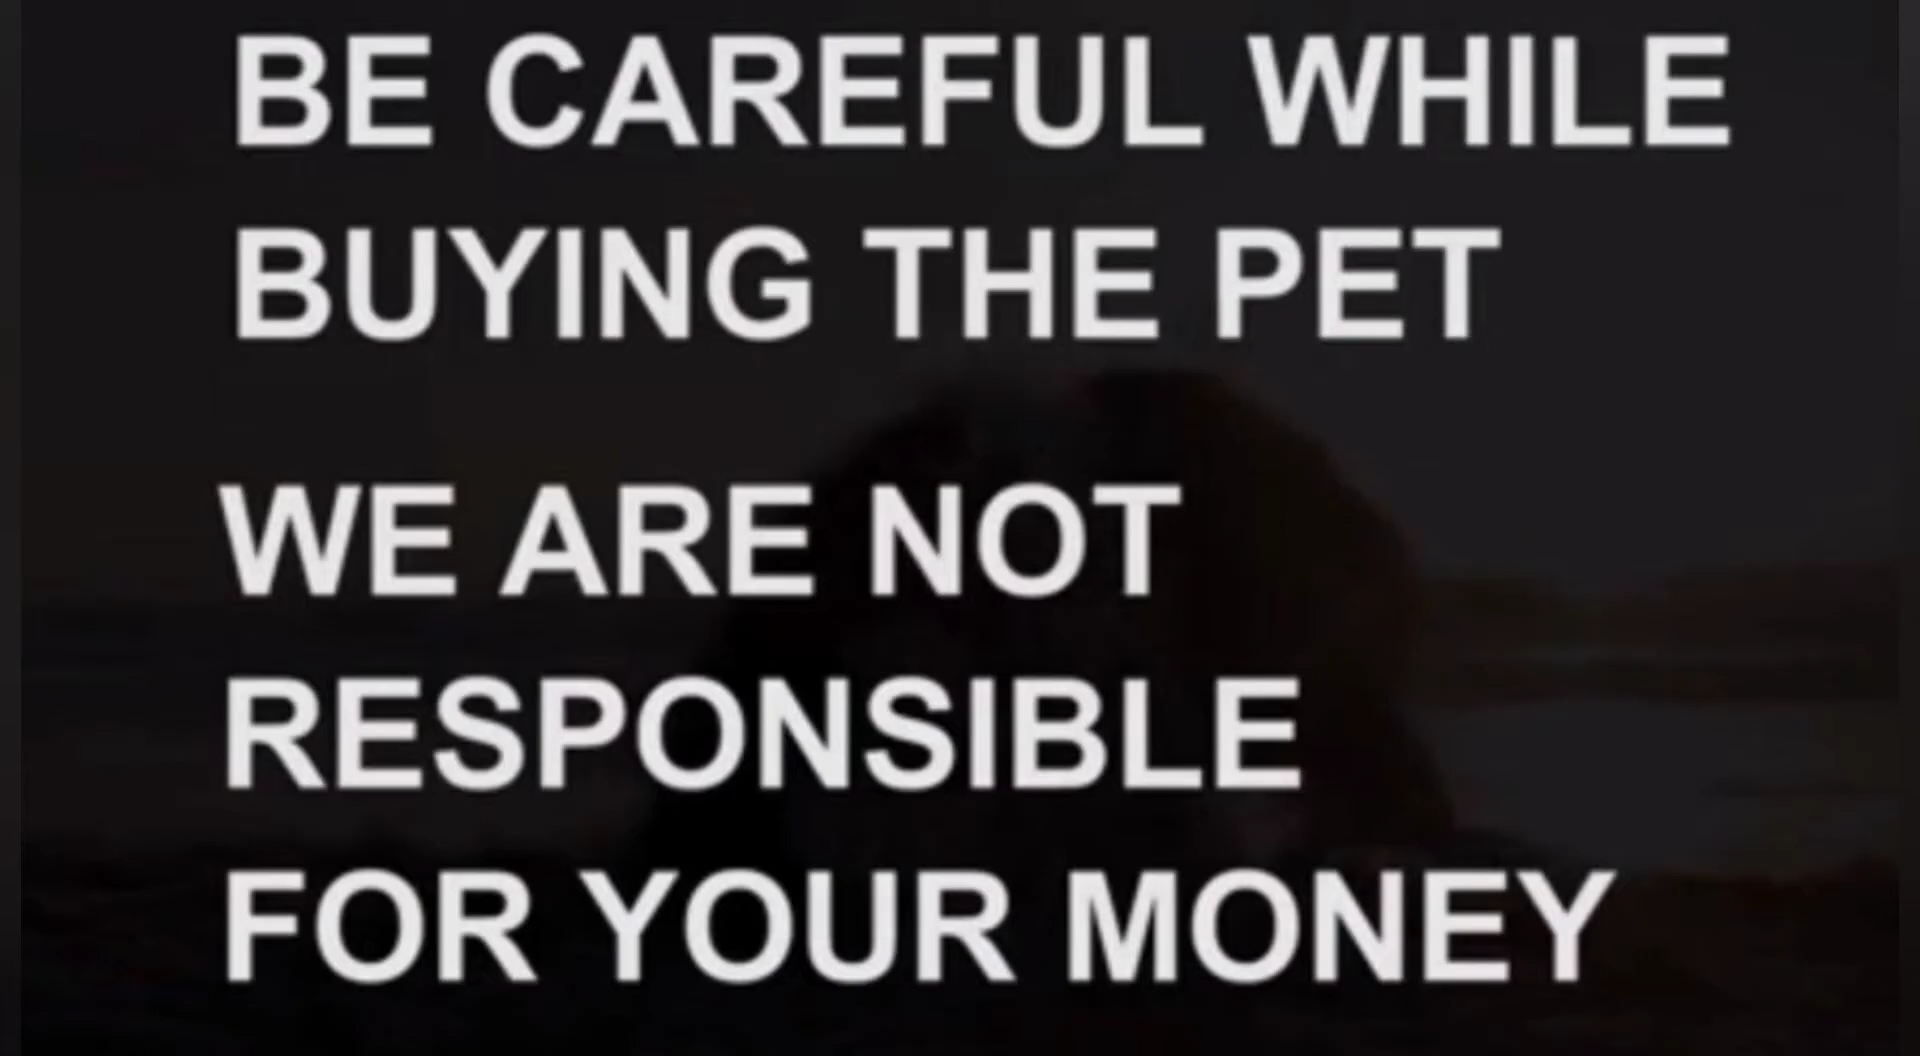 BE CAREFUL WHILE
BUYING THE PET
WE ARE NOT
RESPONSIBLE
FOR YOUR MONEY